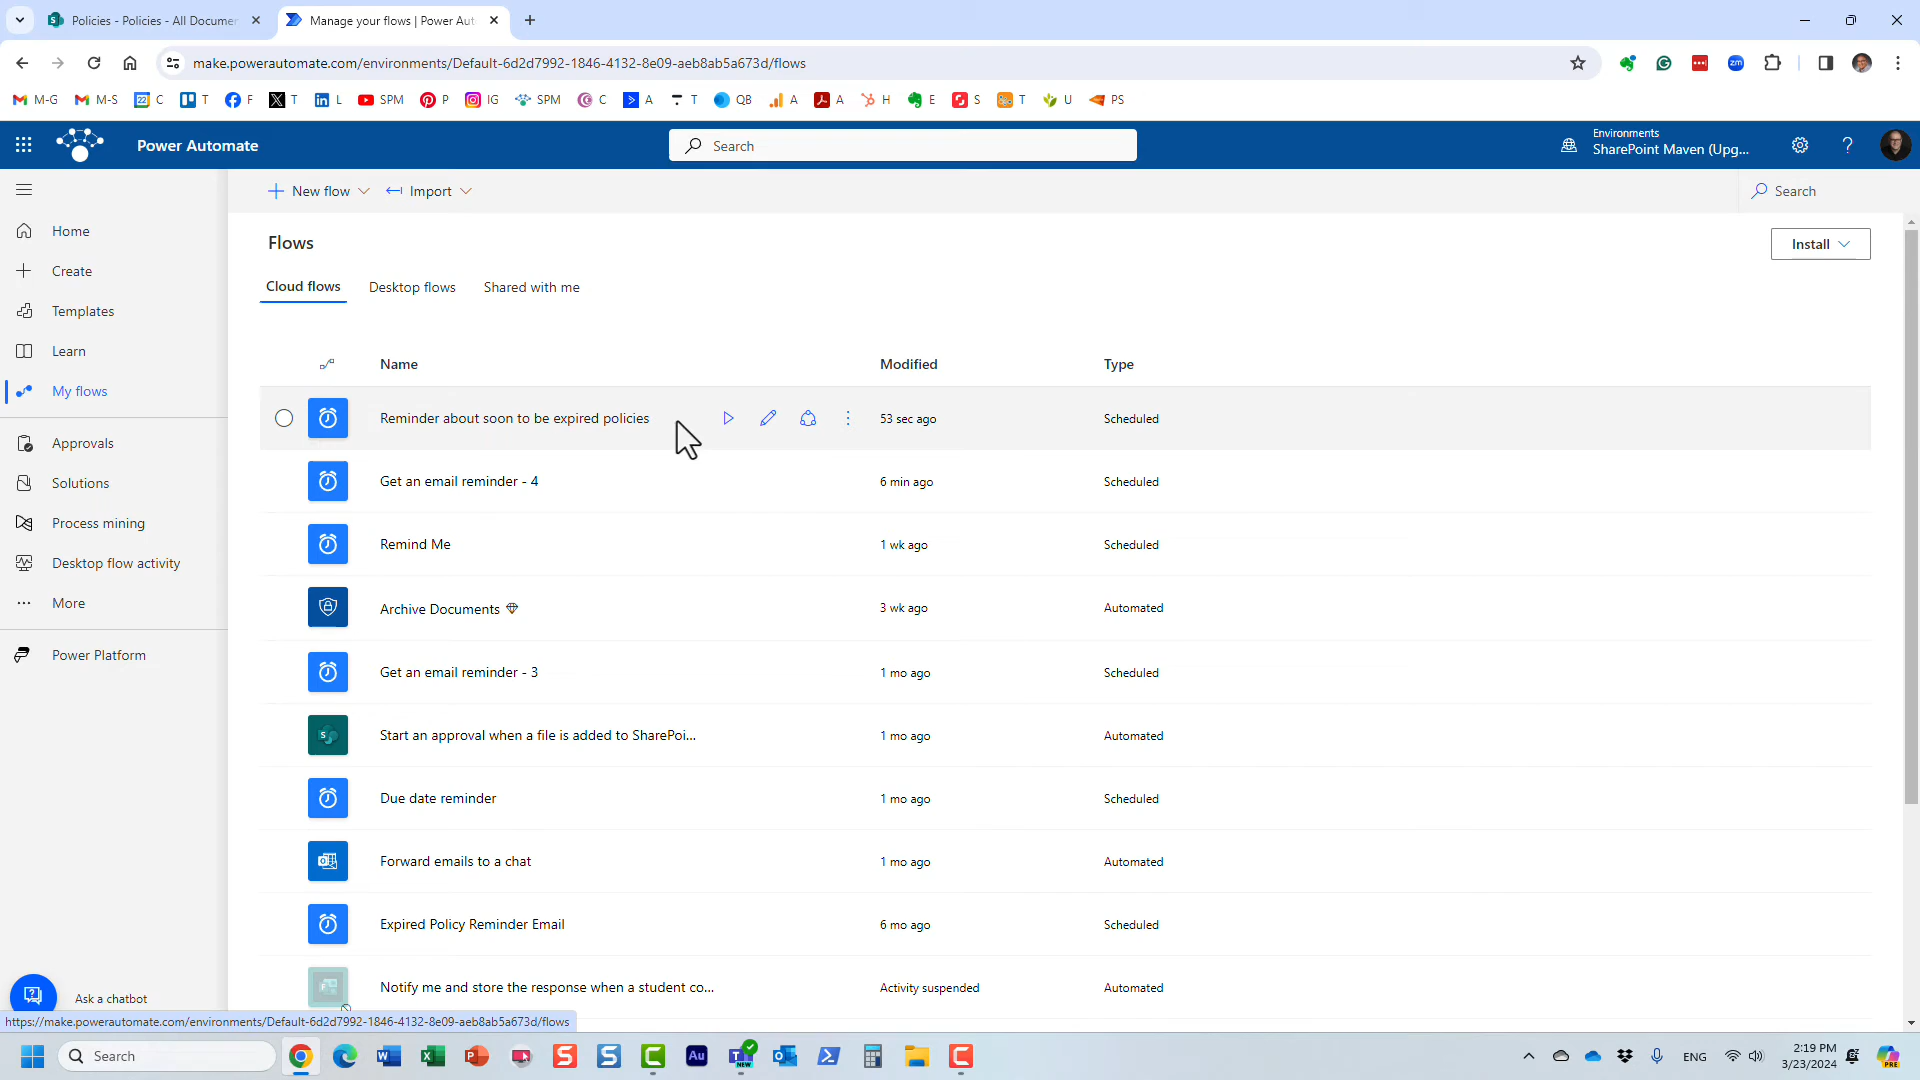 Policies - Policies - All Documen
Manage your flows | Power Aut
make.powerautomate.com/environments/Default-6d2d7992-1846-4132-8e09-aeb8ab5a673d/flows
zm
M-G
M-S
22
C
T
F
T
L
SPM
P
IG
SPM
C
A
T
QB
A
A
H
E
S
T
U
PS
Power Automate
Search
Environments
SharePoint Maven (Upg...
New flow
Import
Search
Home
Create
Templates
Learn
My flows
Approvals
Solutions
Process mining
Desktop flow activity
More
Power Platform
Ask a chatbot
Flows
Install
Cloud flows
Desktop flows
Shared with me
Name
Modified
Type
Reminder about soon to be expired policies
53 sec ago
Scheduled
Get an email reminder - 4
6 min ago
Scheduled
Remind Me
1 wk ago
Scheduled
Archive Documents
3 wk ago
Automated
Get an email reminder - 3
1 mo ago
Scheduled
Start an approval when a file is added to SharePoi...
1 mo ago
Automated
Due date reminder
1 mo ago
Scheduled
Forward emails to a chat
1 mo ago
Automated
Expired Policy Reminder Email
6 mo ago
Scheduled
Notify me and store the response when a student co...
Activity suspended
Automated
https://make.powerautomate.com/environments/Default-6d2d7992-1846-4132-8e09-aeb8ab5a673d/flows
Search
Au
NEW
ENG
2:19 PM
3/23/2024
PRE